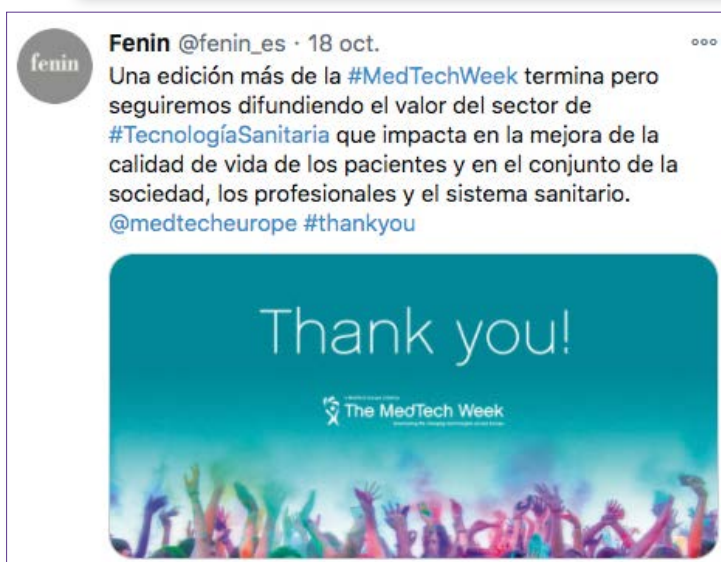 fenin
Fenin @fenin_es · 18 oct.
Una edición más de la #MedTechWeek termina pero
seguiremos difundiendo el valor del sector de
#TecnologíaSanitaria que impacta en la mejora de la
calidad de vida de los pacientes y en el conjunto de la
sociedad, los profesionales y el sistema sanitario.
@medtecheurope #thankyou
Thank you!
The MedTech Week